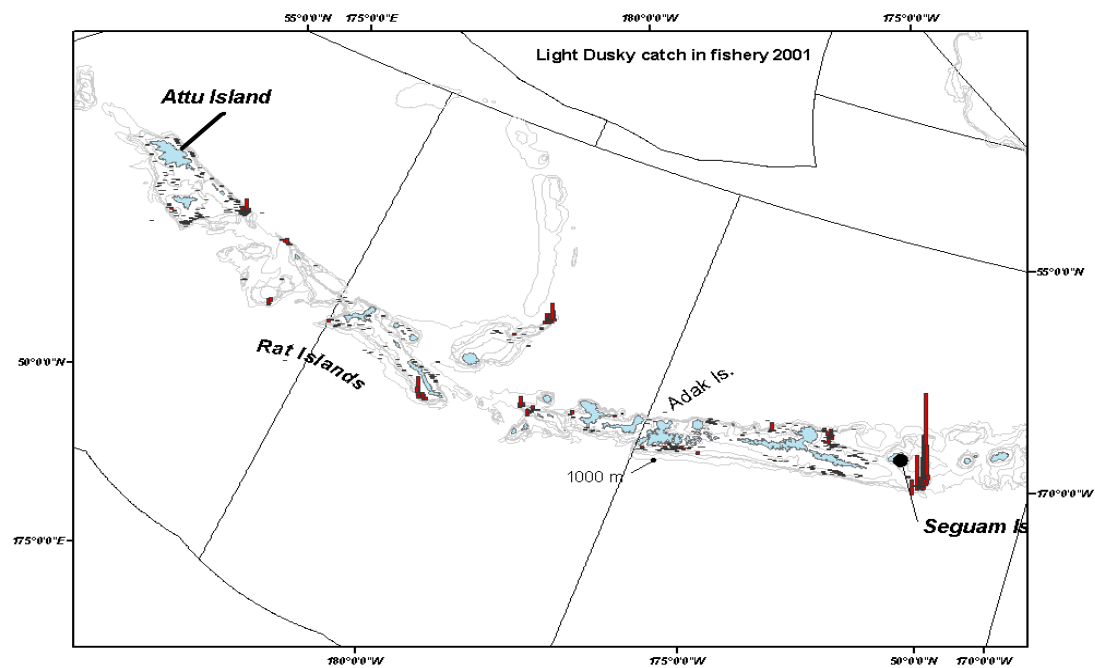 55°0'0"N 175°0'0"E 180°0'0"W 175°0'0"W
Light Dusky catch in fishery 2001
Attu Island
55°0'0"N
Rat Islands
50°0'0"N
Adak Is.
1000 m
170°0'0"W
Seguam Is
175°0'0"E
180°0'0"W 175°0'0"W 50°0'0"N 170°0'0"W